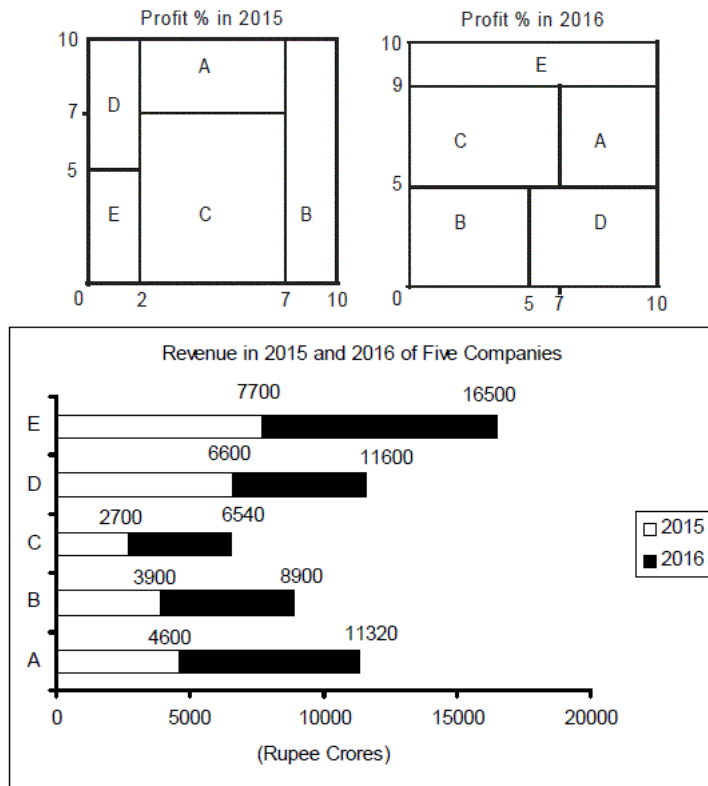 Profit % in 2015
10
7
5
0 2 7 10
A
D
E
C
B
Profit % in 2016
10
9
5
0 5 7 10
E
C
A
B
D
Revenue in 2015 and 2016 of Five Companies
E 7700 16500
D 6600 11600
C 2700 6540
B 3900 8900
A 4600 11320
0 5000 10000 15000 20000
(Rupee Crores)
2015
2016